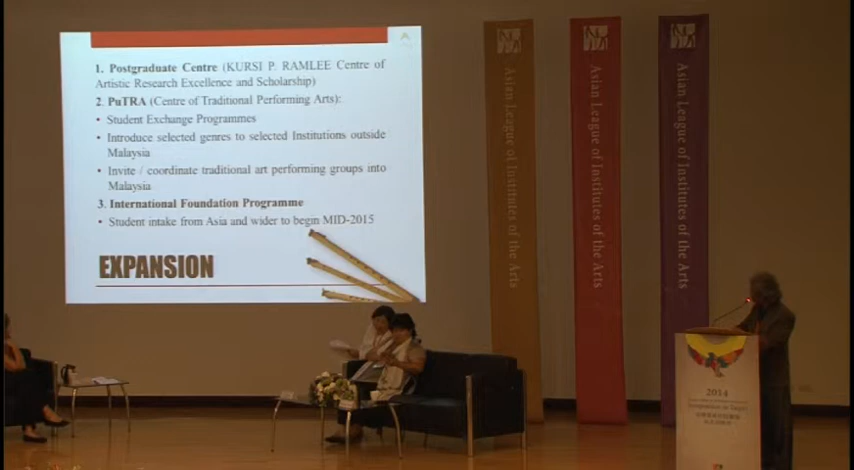 1. Postgraduate Centre (KURSI P. RAMLEE Centre of
Artistic Research Excellence and Scholarship)
2. PuTRA (Centre of Traditional Performing Arts):
• Student Exchange Programmes
• Introduce selected genres to selected Institutions outside
Malaysia
• Invite / coordinate traditional art performing groups into
Malaysia
3. International Foundation Programme
• Student intake from Asia and wider to begin MID-2015
EXPANSION
Asian League of Institutes of the Arts
Asian League of Institutes of the Arts
Asian League of Institutes of the Arts
2014